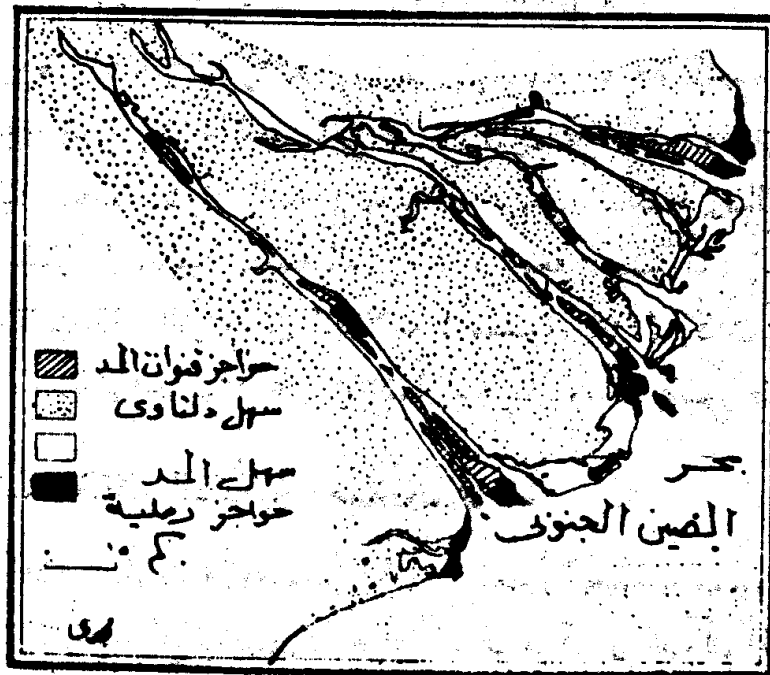 حواجز قنوات المد
سهل دلتاوى
سهل المد
حواجز رملية
كم
بحر
الصين الجنوبى